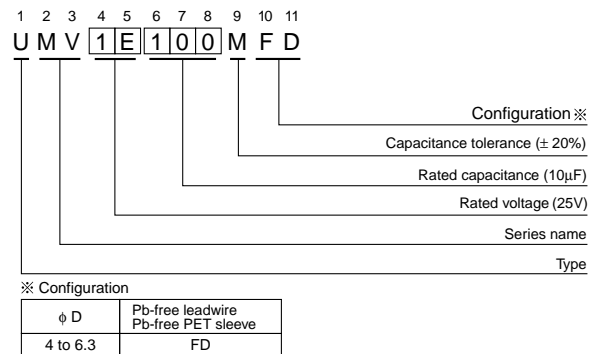 1 2 3 4 5 6 7 8 9 10 11
U M V 1 E 1 0 0 M F D
Configuration ※
Capacitance tolerance (± 20%)
Rated capacitance (10µF)
Rated voltage (25V)
Series name
Type
※ Configuration
ϕ D
Pb-free leadwire
Pb-free PET sleeve
4 to 6.3
FD